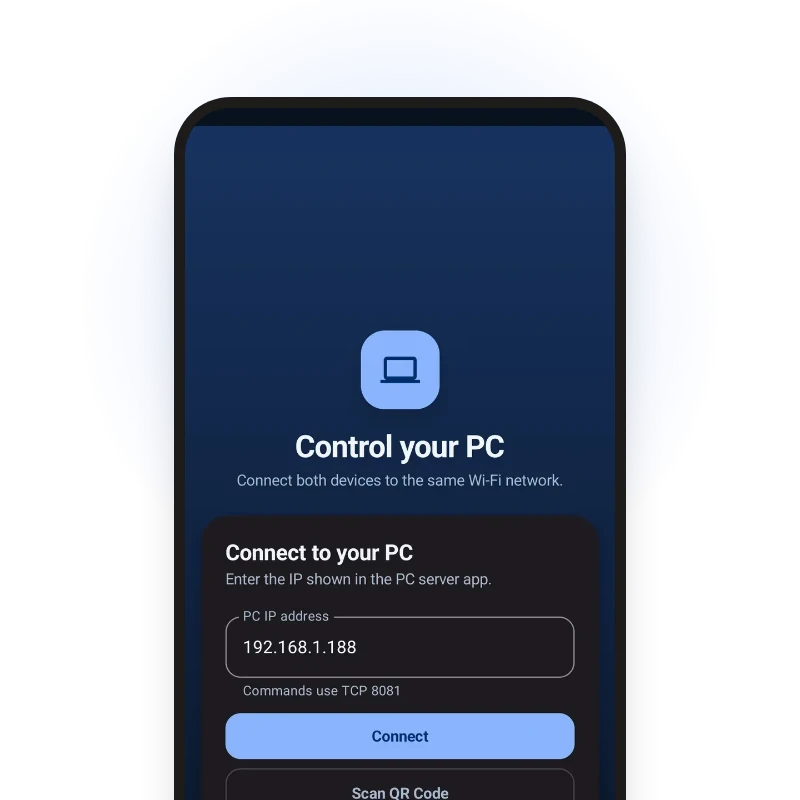 Control your PC
Connect both devices to the same Wi-Fi network.
Connect to your PC
Enter the IP shown in the PC server app.
PC IP address
192.168.1.188
Commands use TCP 8081
Connect
Scan QR Code